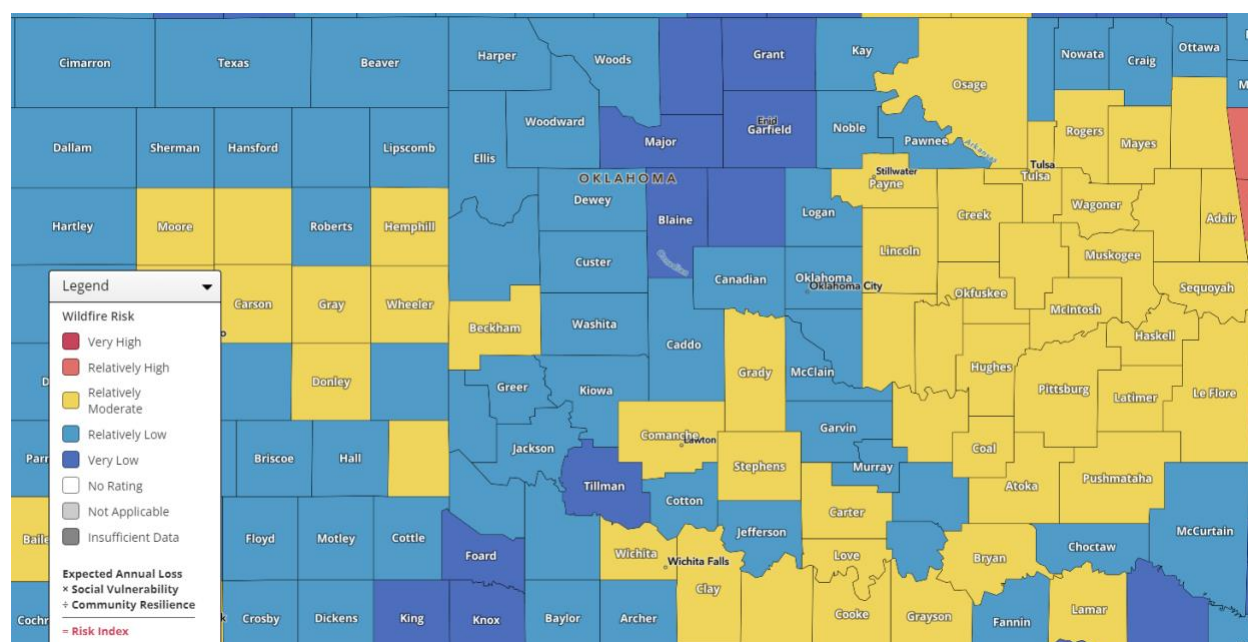 Cimarron
Texas
Beaver
Harper
Woods
Grant
Kay
Osage
Nowata
Craig
Ottawa
Woodward
Major
Enid
Garfield
Noble
Pawnee
Arkansas
Rogers
Mayes
Dallam
Sherman
Hansford
Lipscomb
Ellis
OKLAHOMA
Dewey
Stillwater
Payne
Tulsa
Tulsa
Hartley
Moore
Roberts
Hemphill
Blaine
Logan
Lincoln
Creek
Wagoner
Adair
Custer
Canadian
Canadian
Oklahoma
Oklahoma City
Okfuskee
Muskogee
McIntosh
Sequoyah
Carson
Gray
Wheeler
Beckham
Washita
Caddo
Haskell
Donley
Greer
Kiowa
Grady
McClain
Hughes
Pittsburg
Latimer
Le Flore
Briscoe
Hall
Jackson
Comanche
Lawton
Stephens
Garvin
Murray
Coal
Atoka
Pushmataha
Tillman
Cotton
Jefferson
Carter
McCurtain
Floyd
Motley
Cottle
Foard
Wichita
Wichita Falls
Love
Bryan
Choctaw
Clay
Crosby
Dickens
King
Knox
Baylor
Archer
Cooke
Grayson
Fannin
Lamar
Legend
Wildfire Risk
Very High
Relatively High
Relatively
Moderate
Relatively Low
Very Low
No Rating
Not Applicable
Insufficient Data
Expected Annual Loss
× Social Vulnerability
÷ Community Resilience
= Risk Index